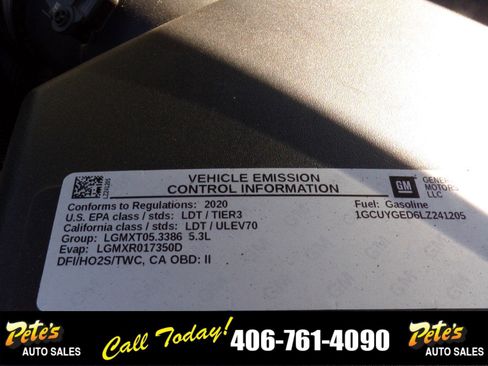 VEHICLE EMISSION
CONTROL INFORMATION
GM
GENERAL
MOTORS
LLC
Conforms to Regulations: 2020
Fuel: Gasoline
U.S. EPA class / stds: LDT / TIER3
1GCUYGED6LZ241205
California class / stds: LDT / ULEV70
Group: LGMXT05.3386 5.3L
Evap: LGMXR017350D
DFI/HO2S/TWC, CA OBD: II
Pete's
AUTO SALES
Call Today!
406-761-4090
Pete's
AUTO SALES